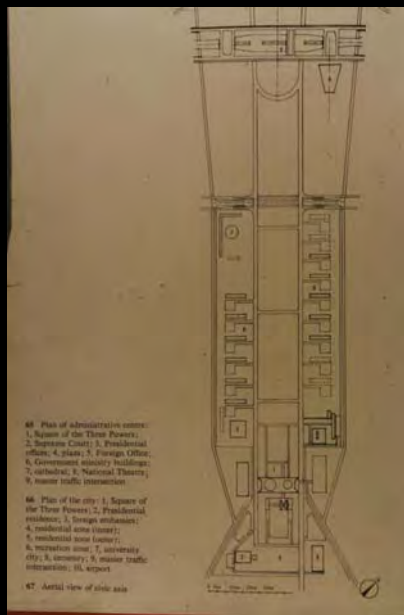 65 Plan of administrative centre:
1, Square of the Three Powers;
2, Supreme Court; 3, Presidential
offices; 4, plaza; 5, Foreign Office;
6, Government ministry buildings;
7, cathedral; 8, National Theatre;
9, master traffic intersection
66 Plan of the city: 1, Square of
the Three Powers; 2, Presidential
residence; 3, foreign embassies;
4, residential zone (outer);
5, residential zone (outer);
6, recreation zone; 7, university
city; 8, cemetery; 9, master traffic
intersection; 10, airport
67 Aerial view of civic axis